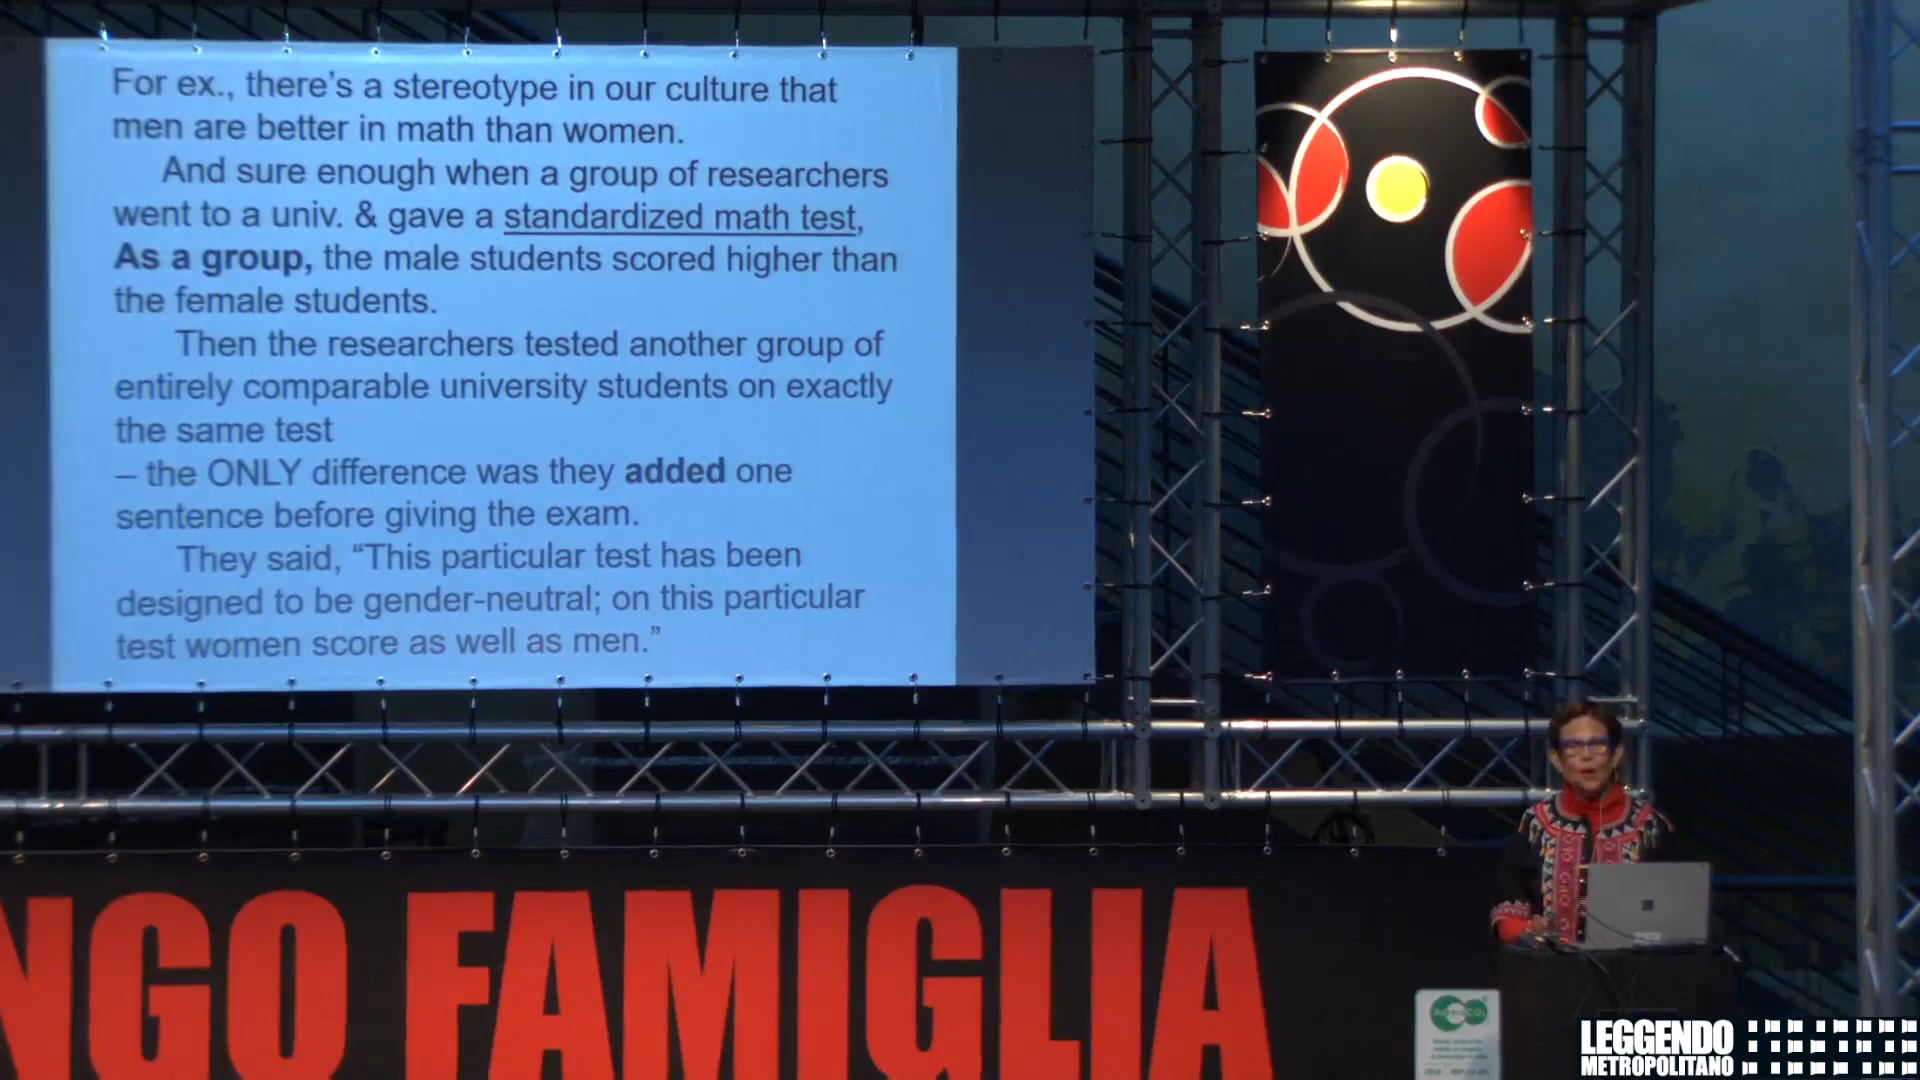 For ex., there's a stereotype in our culture that
men are better in math than women.
And sure enough when a group of researchers
went to a univ. & gave a standardized math test,
As a group, the male students scored higher than
the female students.
Then the researchers tested another group of
entirely comparable university students on exactly
the same test
– the ONLY difference was they added one
sentence before giving the exam.
They said, “This particular test has been
designed to be gender-neutral; on this particular
test women score as well as men.”
NGO FAMIGLIA
LEGGENDO
METROPOLITANO